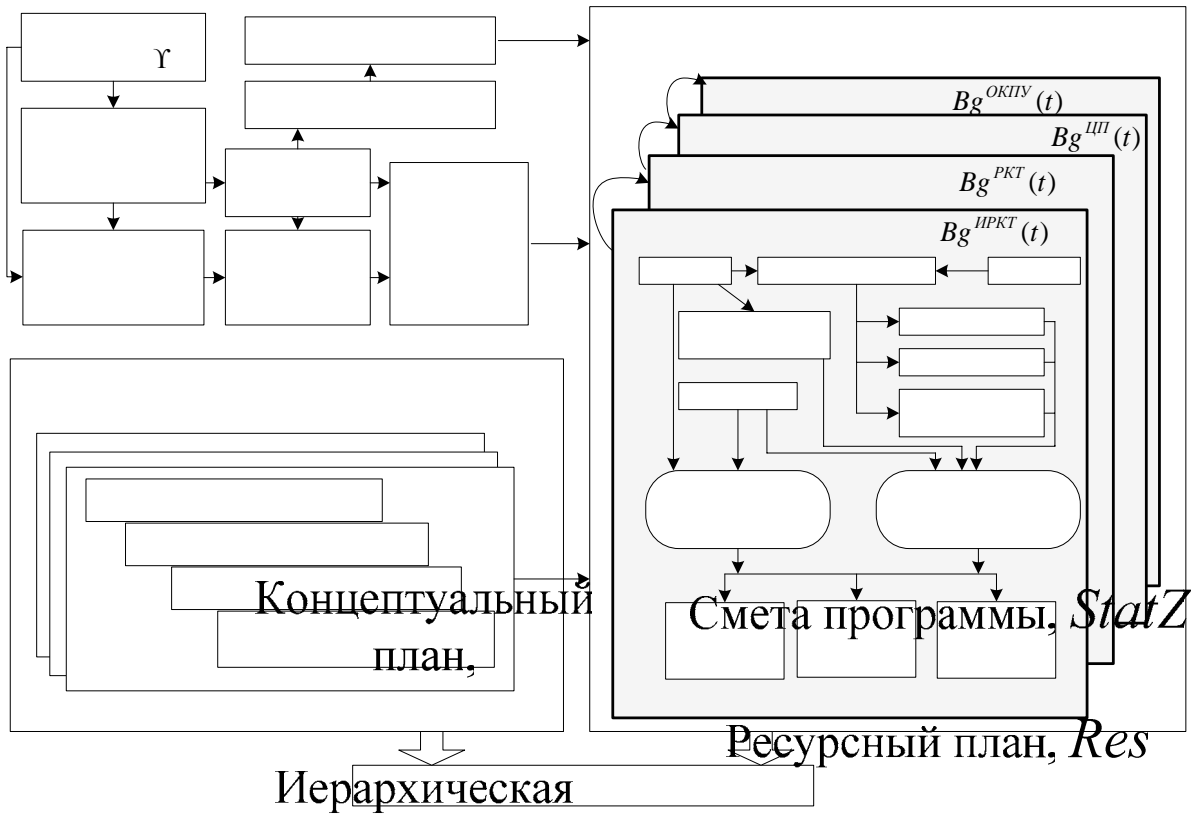 ϒ
Bg^ОКПУ (t)
Bg^ЦП (t)
Bg^РКТ (t)
Bg^ИРКТ (t)
Концептуальный
план,
Смета программы, StatZ
Ресурсный план, Res
Иерархическая